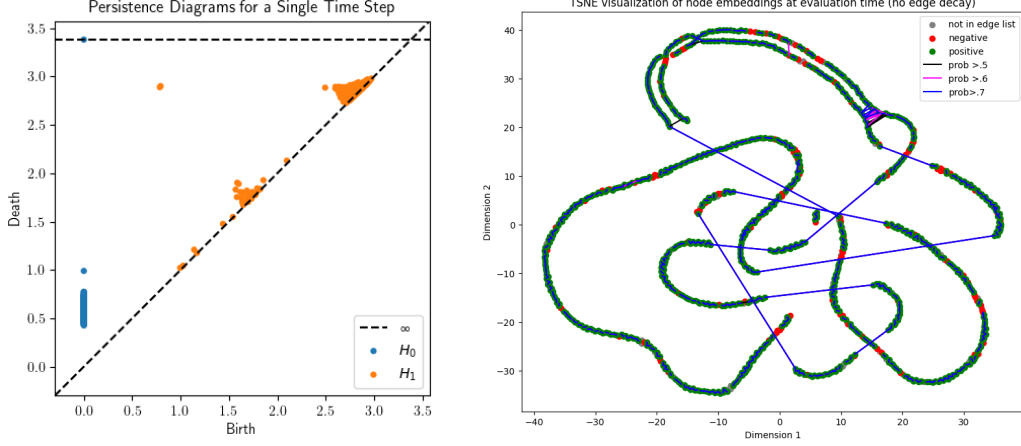 Persistence Diagrams for a Single Time Step
3.5
3.0
2.5
2.0
1.5
1.0
0.5
0.0
Death
0.0 0.5 1.0 1.5 2.0 2.5 3.0 3.5
Birth
∞
H₀
H₁
TSNE visualization of node embeddings at evaluation time (no edge decay)
not in edge list
negative
positive
prob >.5
prob >.6
prob>.7
40
30
20
10
0
−10
−20
−30
Dimension 2
−40 −30 −20 −10 0 10 20 30
Dimension 1